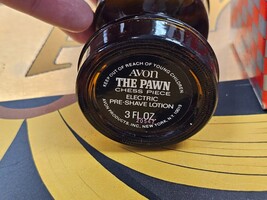 KEEP OUT OF REACH OF YOUNG CHILDREN
AVON
THE PAWN
CHESS PIECE
ELECTRIC
PRE-SHAVE LOTION
3 FL.OZ.
AVON PRODUCTS, INC., NEW YORK, N.Y.